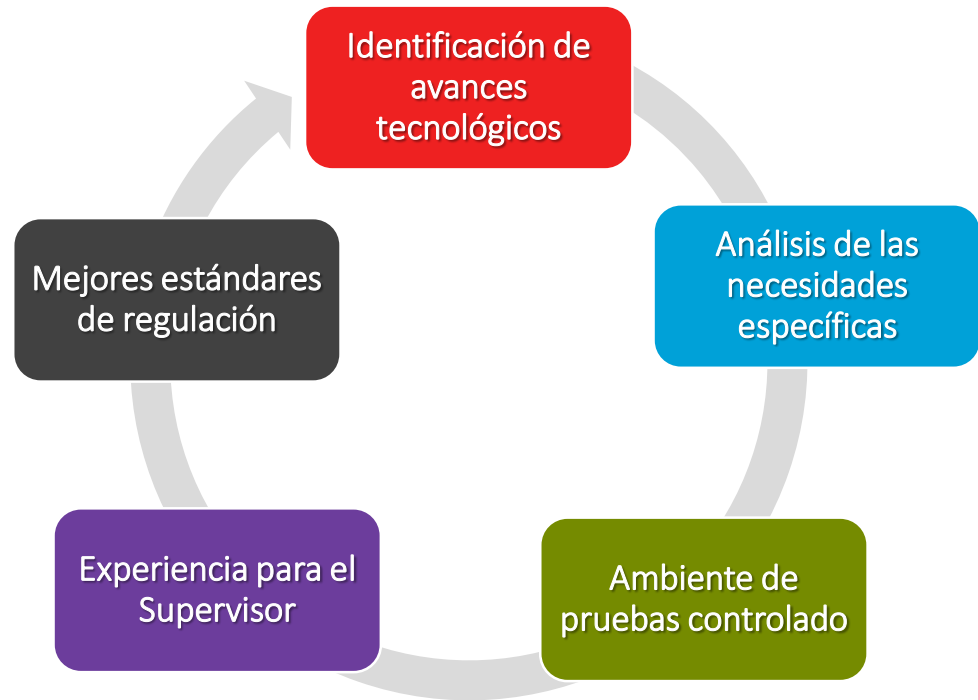 Identificación de
avances
tecnológicos
Análisis de las
necesidades
específicas
Ambiente de
pruebas controlado
Experiencia para el
Supervisor
Mejores estándares
de regulación